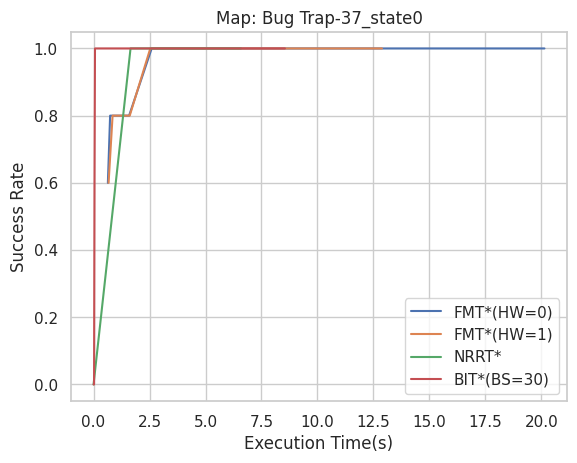 Map: Bug Trap-37_state0
Success Rate
1.0
0.8
0.6
0.4
0.2
0.0
FMT*(HW=0)
FMT*(HW=1)
NRRT*
BIT*(BS=30)
0.0 2.5 5.0 7.5 10.0 12.5 15.0 17.5 20.0
Execution Time(s)